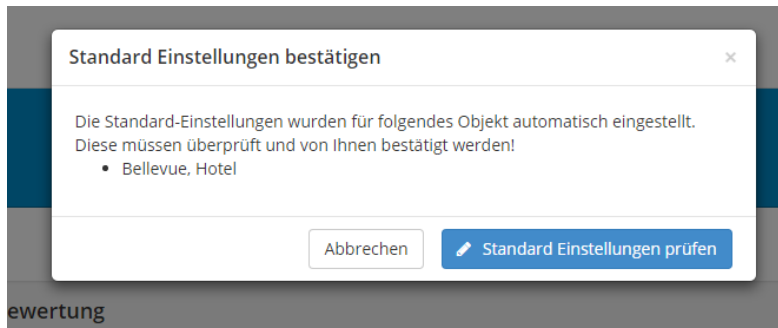 Standard Einstellungen bestätigen
×
Die Standard-Einstellungen wurden für folgendes Objekt automatisch eingestellt.
Diese müssen überprüft und von Ihnen bestätigt werden!
• Bellevue, Hotel
Abbrechen
Standard Einstellungen prüfen
ewertung